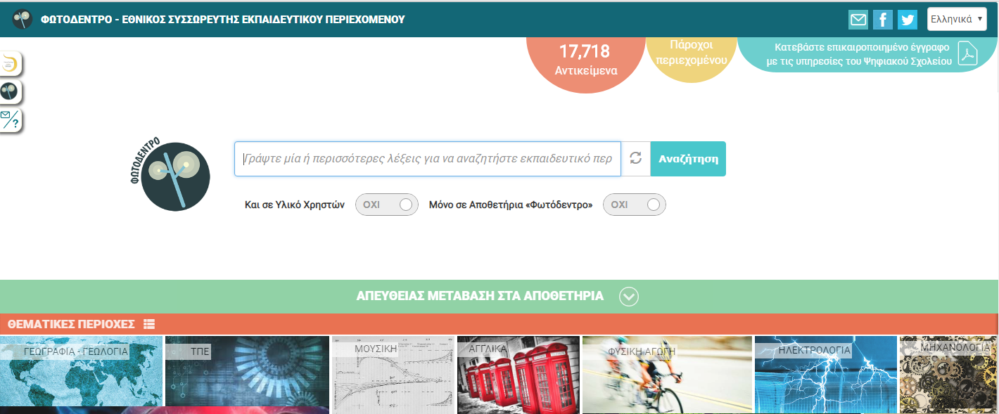 ΦΩΤΟΔΕΝΤΡΟ - ΕΘΝΙΚΟΣ ΣΥΣΣΩΡΕΥΤΗΣ ΕΚΠΑΙΔΕΥΤΙΚΟΥ ΠΕΡΙΕΧΟΜΕΝΟΥ
Ελληνικά
17,718
Αντικείμενα
Πάροχοι
περιεχομένου
Κατεβάστε επικαιροποιημένο έγγραφο
με τις υπηρεσίες του Ψηφιακού Σχολείου
ΦΩΤΟΔΕΝΤΡΟ
Γράψτε μία ή περισσότερες λέξεις για να αναζητήστε εκπαιδευτικό περ
Αναζήτηση
Και σε Υλικό Χρηστών ΟΧΙ Μόνο σε Αποθετήρια «Φωτόδεντρο» ΟΧΙ
ΑΠΕΥΘΕΙΑΣ ΜΕΤΑΒΑΣΗ ΣΤΑ ΑΠΟΘΕΤΗΡΙΑ
ΘΕΜΑΤΙΚΕΣ ΠΕΡΙΟΧΕΣ
ΓΕΩΓΡΑΦΙΑ - ΓΕΩΛΟΓΙΑ
ΤΠΕ
ΜΟΥΣΙΚΗ
ΑΓΓΛΙΚΑ
ΦΥΣΙΚΗ ΑΓΩΓΗ
ΗΛΕΚΤΡΟΛΟΓΙΑ
ΜΗΧΑΝΟΛΟΓΙΑ